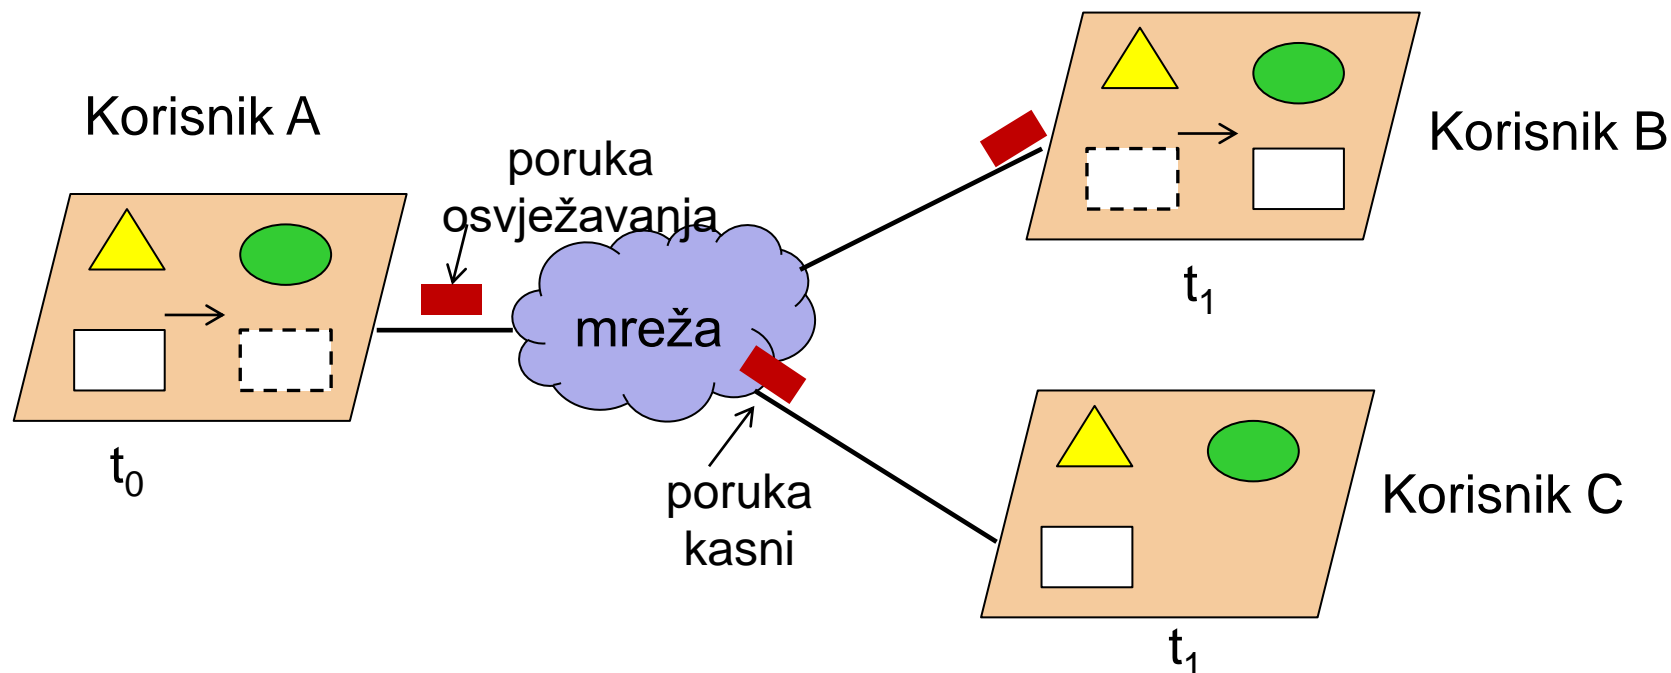 Korisnik A
poruka
osvježavanja
Korisnik B
mreža
t₁
t₀
poruka
kasni
Korisnik C
t₁